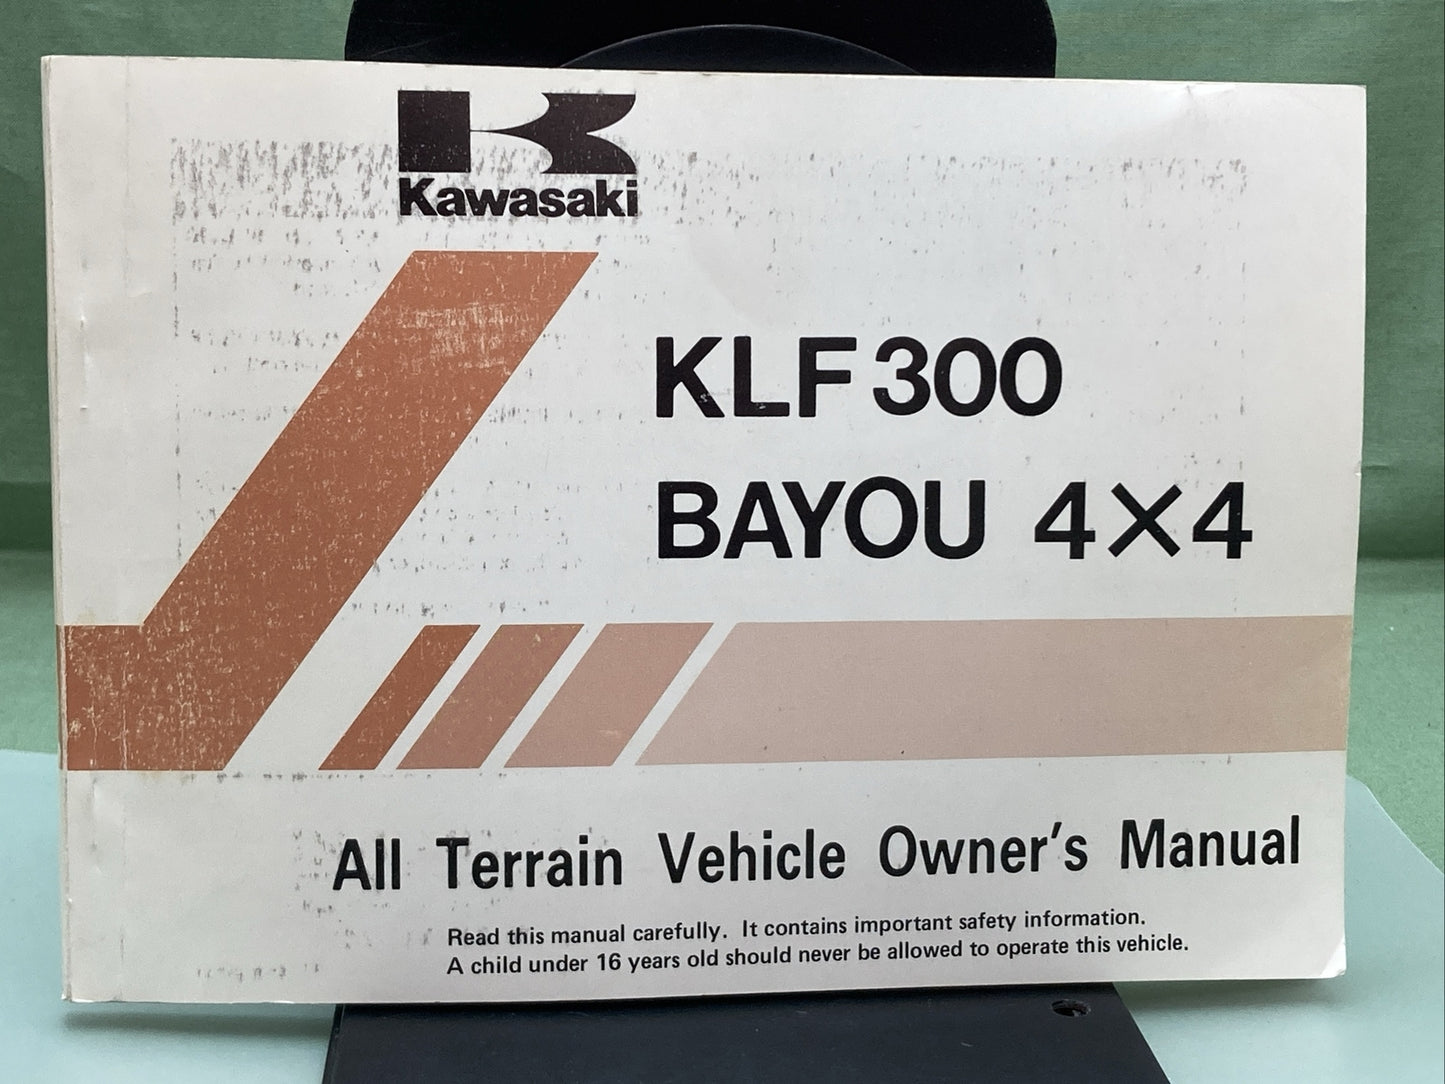 Kawasaki
KLF300
BAYOU 4×4
All Terrain Vehicle Owner's Manual
Read this manual carefully. It contains important safety information.
A child under 16 years old should never be allowed to operate this vehicle.